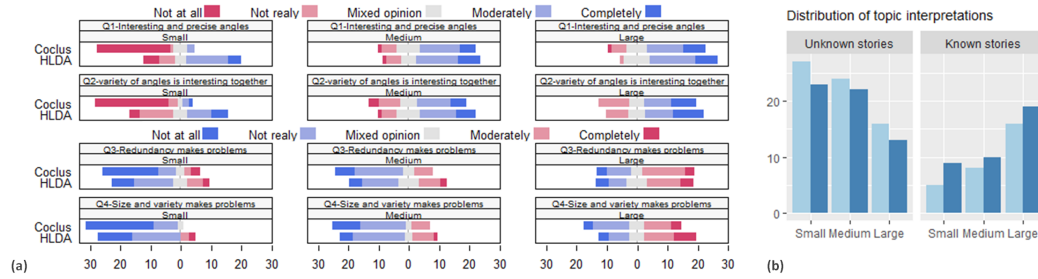 Not at all Not realy Mixed opinion Moderately Completely
Q1-Interesting and precise angles Q1-Interesting and precise angles Q1-Interesting and precise angles
Small Medium Large
Coclus
HLDA
Q2-variety of angles is interesting together Q2-variety of angles is interesting together Q2-variety of angles is interesting together
Small Medium Large
Coclus
HLDA
Not at all Not realy Mixed opinion Moderately Completely
Q3-Redundancy makes problems Q3-Redundancy makes problems Q3-Redundancy makes problems
Small Medium Large
Coclus
HLDA
Q4-Size and variety makes problems Q4-Size and variety makes problems Q4-Size and variety makes problems
Small Medium Large
Coclus
HLDA
30 20 10 0 10 20 30 30 20 10 0 10 20 30 30 20 10 0 10 20 30
(a)
Distribution of topic interpretations
Unknown stories Known stories
20
10
0
Small Medium Large Small Medium Large
(b)